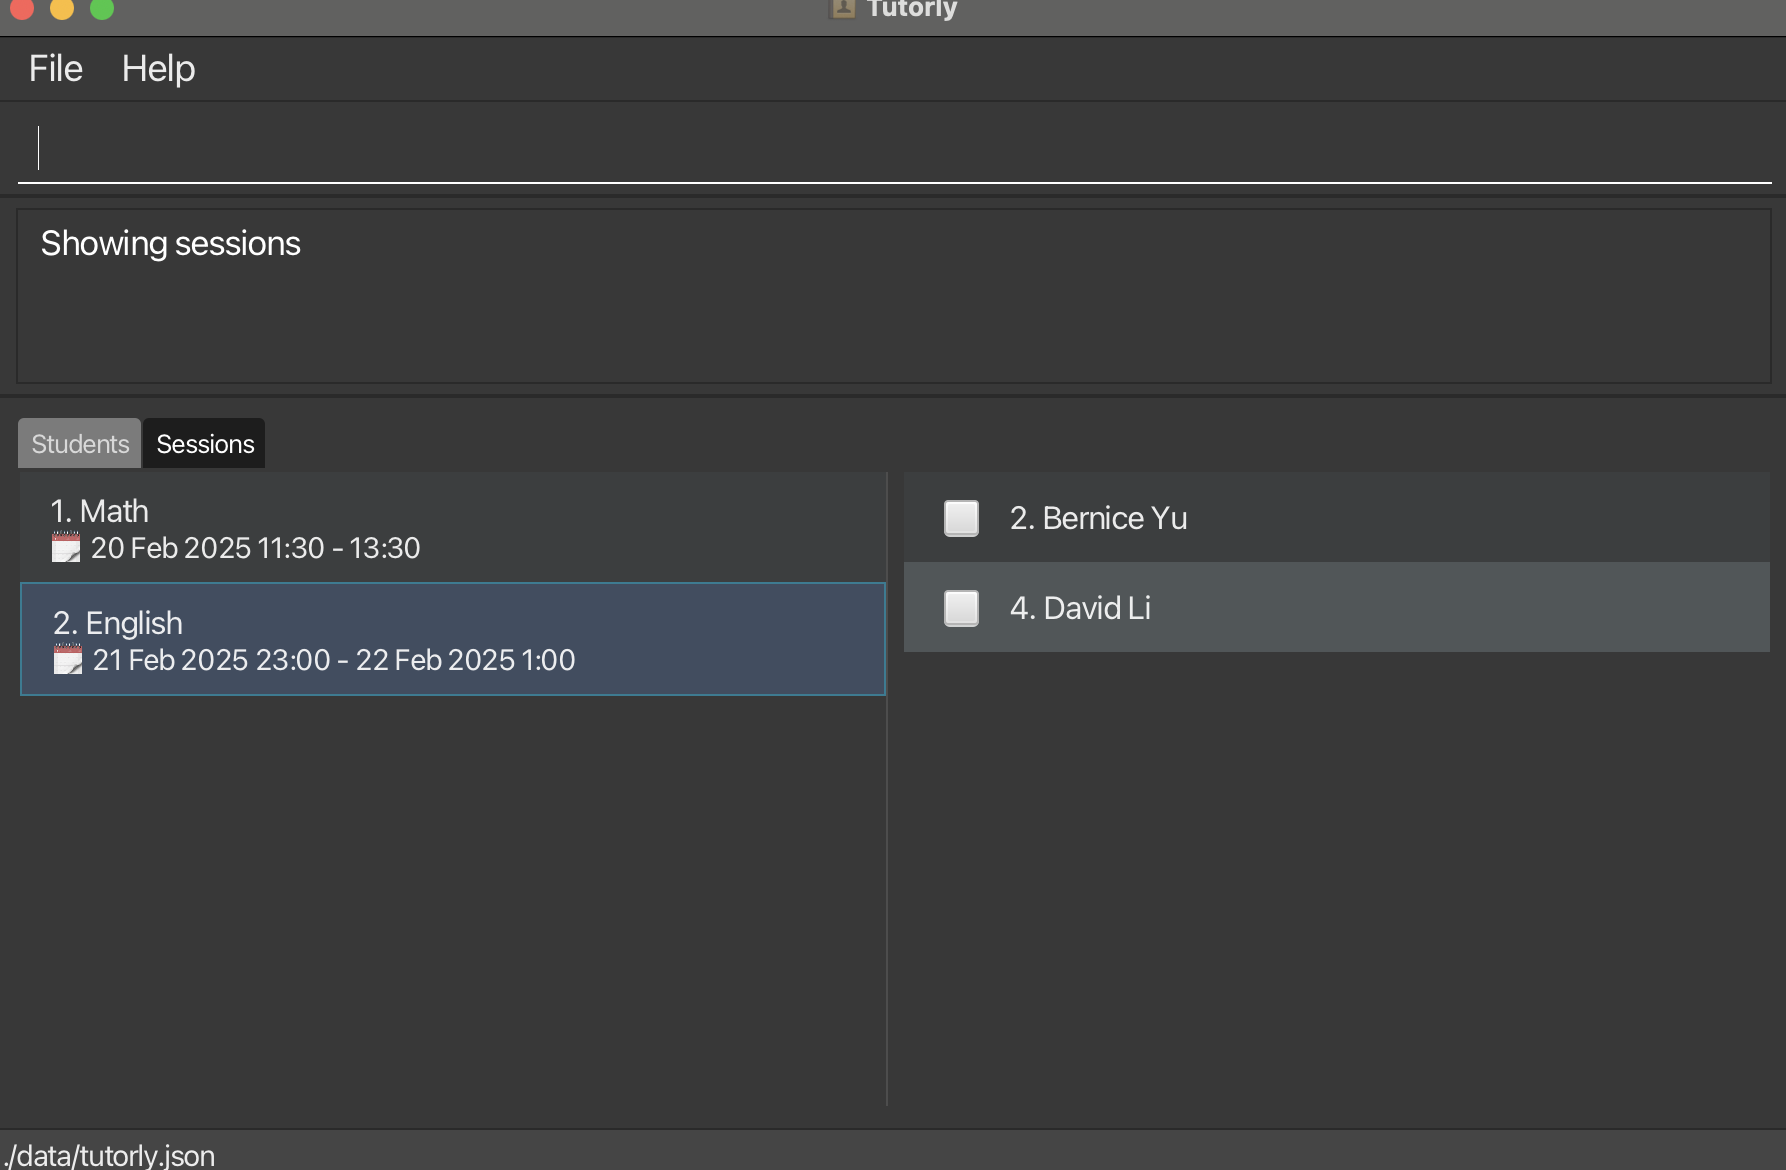 Tutorly
File Help
Showing sessions
Students Sessions
1. Math
20 Feb 2025 11:30 - 13:30
2. English
21 Feb 2025 23:00 - 22 Feb 2025 1:00
2. Bernice Yu
4. David Li
./data/tutorly.json